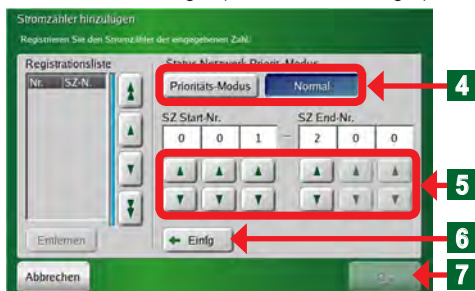 Stromzähler hinzufügen
Registrieren Sie den Stromzähler der eingegebenen Zahl.
Registrationsliste
Nr. SZ-N.
Status Netzwerk Priorit. Modus
Prioritäts-Modus Normal
4
SZ Start-Nr. SZ End-Nr.
0 0 1 – 2 0 0
5
Entfernen
Einfg
6
Abbrechen
7